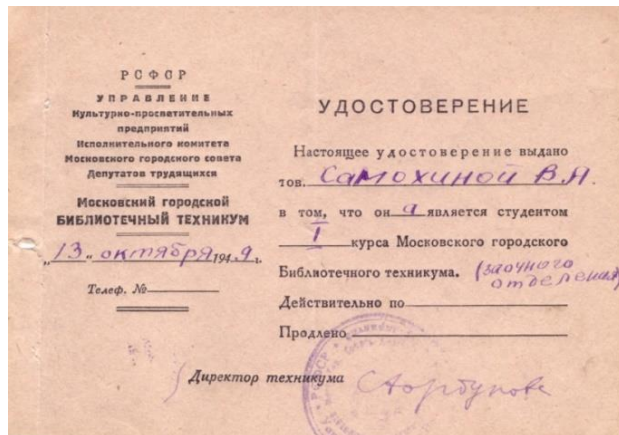 РСФСР
УПРАВЛЕНИЕ
Культурно-просветительных
предприятий
Исполнительного комитета
Московского городского совета
Депутатов трудящихся
Московский городской
БИБЛИОТЕЧНЫЙ ТЕХНИКУМ
„13“ октября 1949 г.
Телеф. №
УДОСТОВЕРЕНИЕ
Настоящее удостоверение выдано
тов. Самохиной В.Я.
в том, что она является студентом
I курса Московского городского
Библиотечного техникума. (заочного
отделения)
Действительно по
Продлено
Директор техникума